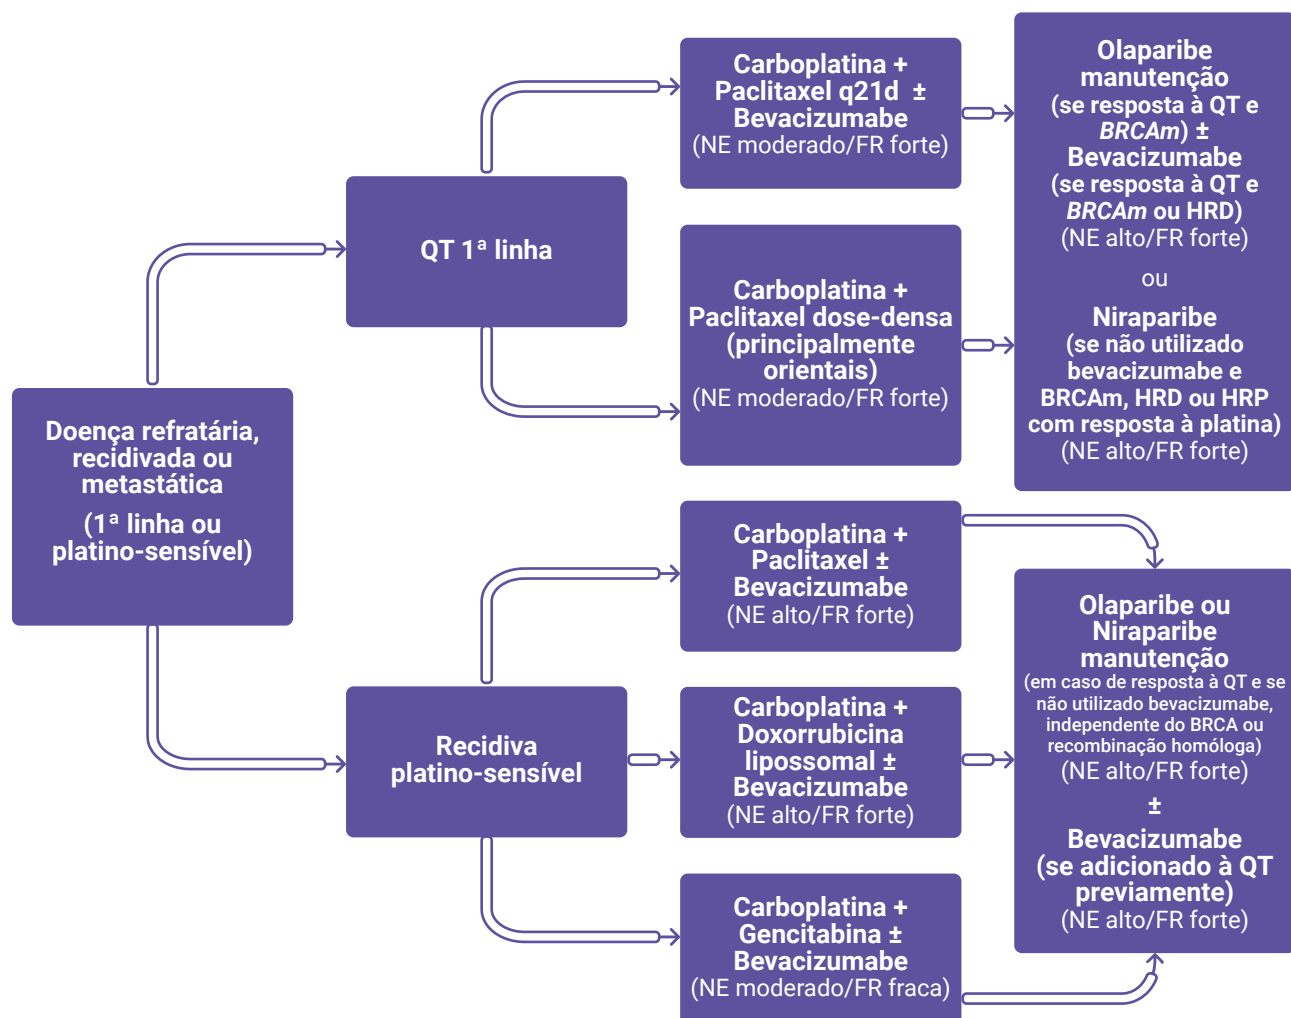 Doença refratária,
recidivada ou
metastática
(1ª linha ou
platino-sensível)
QT 1ª linha
Carboplatina +
Paclitaxel q21d ±
Bevacizumabe
(NE moderado/FR forte)
Carboplatina +
Paclitaxel dose-densa
(principalmente
orientais)
(NE moderado/FR forte)
Olaparibe
manutenção
(se resposta à QT e
BRCAm) ±
Bevacizumabe
(se resposta à QT e
BRCAm ou HRD)
(NE alto/FR forte)
ou
Niraparibe
(se não utilizado
bevacizumabe e
BRCAm, HRD ou HRP
com resposta à platina)
(NE alto/FR forte)
Recidiva
platino-sensível
Carboplatina +
Paclitaxel ±
Bevacizumabe
(NE alto/FR forte)
Carboplatina +
Doxorrubicina
lipossomal ±
Bevacizumabe
(NE alto/FR forte)
Carboplatina +
Gencitabina ±
Bevacizumabe
(NE moderado/FR fraca)
Olaparibe ou
Niraparibe
manutenção
(em caso de resposta à QT e se
não utilizado bevacizumabe,
independente do BRCA ou
recombinação homóloga)
(NE alto/FR forte)
±
Bevacizumabe
(se adicionado à QT
previamente)
(NE alto/FR forte)